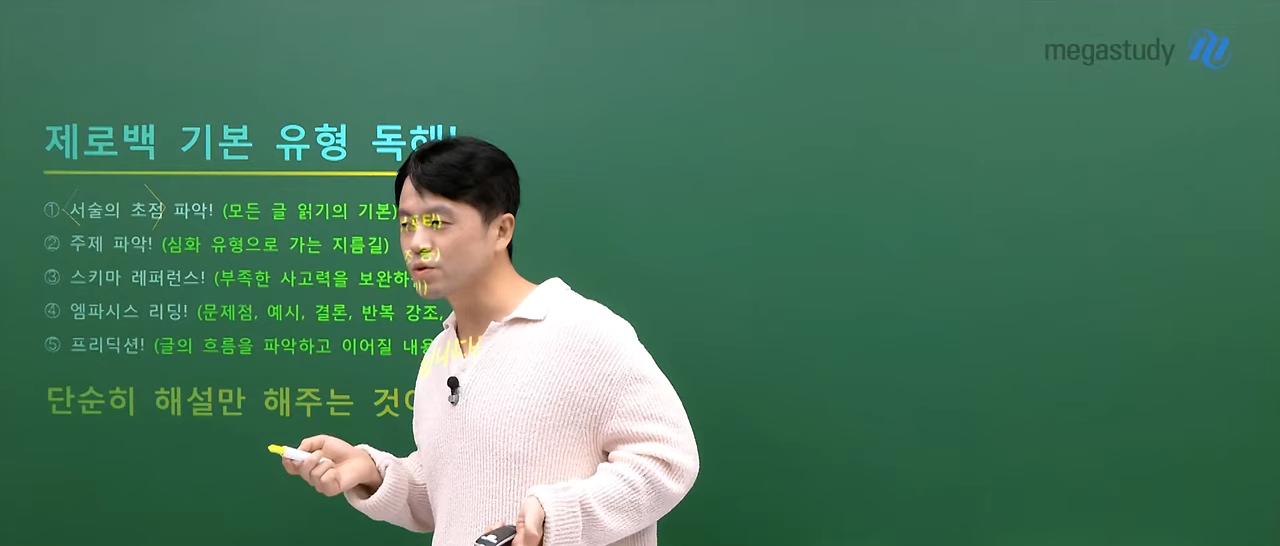 megastudy
제로백 기본 유형 독해!
① 서술의 초점 파악! (모든 글 읽기의 기본)
② 주제 파악! (심화 유형으로 가는 지름길)
③ 스키마 레퍼런스! (부족한 사고력을
④ 엠파시스 리딩! (문제점, 예시, 결론, 반복 강조,
⑤ 프리딕션! (글의 흐름을 파악하고 이어질
단순히 해설만 해주는